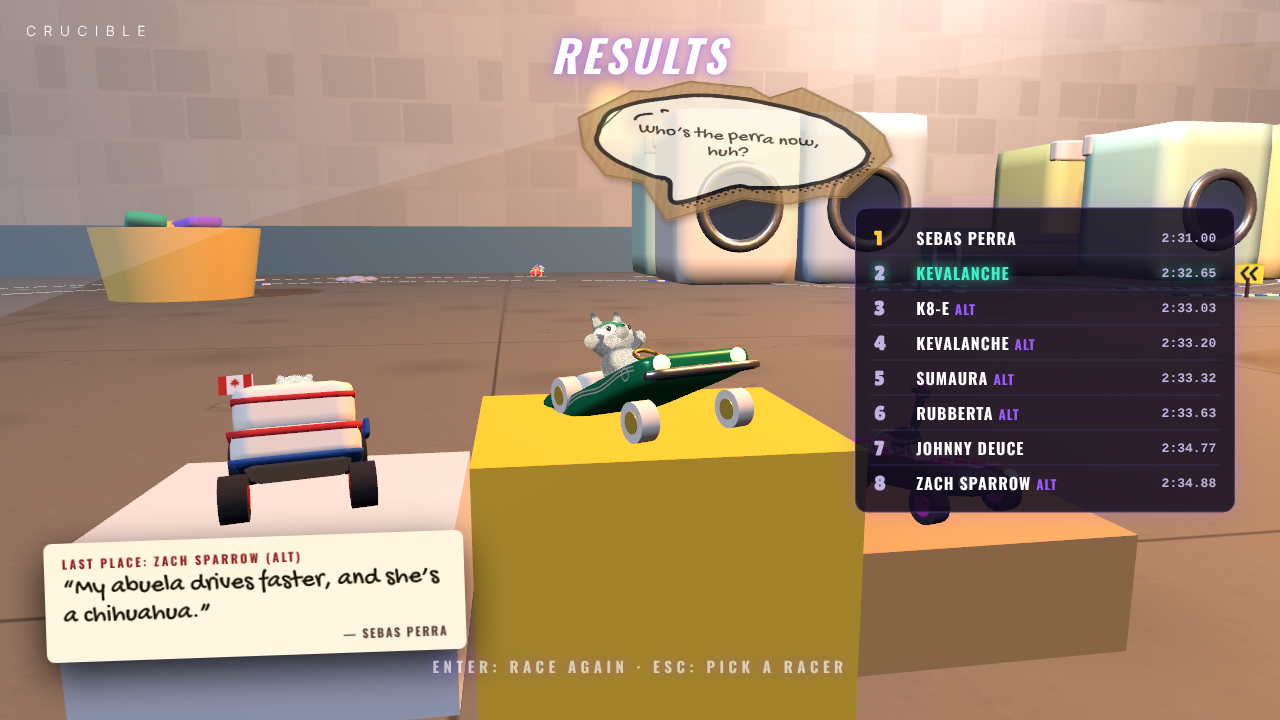 CRUCIBLE
RESULTS
Who's the perra now,
huh?
1 SEBAS PERRA 2:31.00
2 KEVALANCHE 2:32.65
3 K8-E ALT 2:33.03
4 KEVALANCHE ALT 2:33.20
5 SUMAURA ALT 2:33.32
6 RUBBERTA ALT 2:33.63
7 JOHNNY DEUCE 2:34.77
8 ZACH SPARROW ALT 2:34.88
LAST PLACE: ZACH SPARROW (ALT)
“My abuela drives faster, and she's
a chihuahua.”
— SEBAS PERRA
ENTER: RACE AGAIN · ESC: PICK A RACER